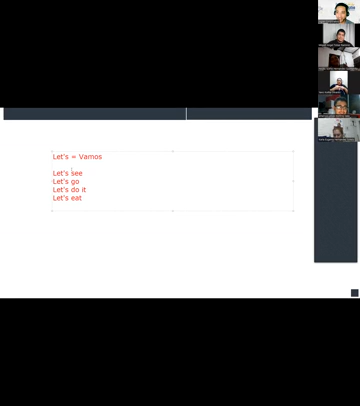 Let's = Vamos
Let's see
Let's go
Let's do it
Let's eat